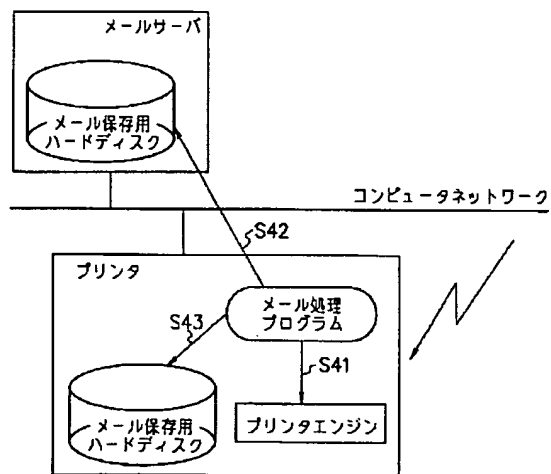 メールサーバ
メール保存用
ハードディスク
コンピュータネットワーク
S42
プリンタ
メール処理
プログラム
S43
S41
メール保存用
ハードディスク
プリンタエンジン